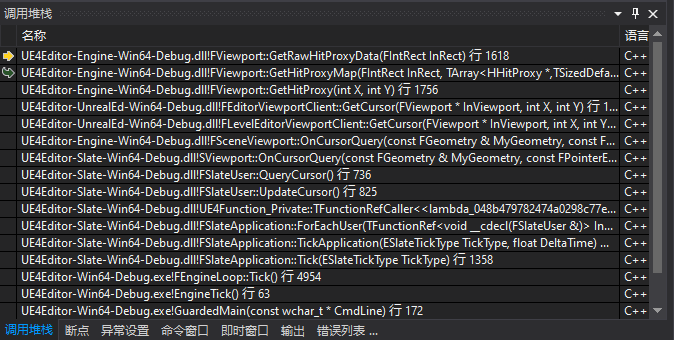 调用堆栈
名称 语言
UE4Editor-Engine-Win64-Debug.dll!FViewport::GetRawHitProxyData(FIntRect InRect) 行 1618 C++
UE4Editor-Engine-Win64-Debug.dll!FViewport::GetHitProxyMap(FIntRect InRect, TArray<HHitProxy *,TSizedDefa... C++
UE4Editor-Engine-Win64-Debug.dll!FViewport::GetHitProxy(int X, int Y) 行 1756 C++
UE4Editor-UnrealEd-Win64-Debug.dll!FEditorViewportClient::GetCursor(FViewport * InViewport, int X, int Y) 行 1... C++
UE4Editor-UnrealEd-Win64-Debug.dll!FLevelEditorViewportClient::GetCursor(FViewport * InViewport, int X, int Y... C++
UE4Editor-Engine-Win64-Debug.dll!FSceneViewport::OnCursorQuery(const FGeometry & MyGeometry, const F... C++
UE4Editor-Slate-Win64-Debug.dll!SViewport::OnCursorQuery(const FGeometry & MyGeometry, const FPointerE... C++
UE4Editor-Slate-Win64-Debug.dll!FSlateUser::QueryCursor() 行 736 C++
UE4Editor-Slate-Win64-Debug.dll!FSlateUser::UpdateCursor() 行 825 C++
UE4Editor-Slate-Win64-Debug.dll!UE4Function_Private::TFunctionRefCaller<<lambda_048b479782474a0298c77e... C++
UE4Editor-Slate-Win64-Debug.dll!FSlateApplication::ForEachUser(TFunctionRef<void __cdecl(FSlateUser &)> In... C++
UE4Editor-Slate-Win64-Debug.dll!FSlateApplication::TickApplication(ESlateTickType TickType, float DeltaTime) ... C++
UE4Editor-Slate-Win64-Debug.dll!FSlateApplication::Tick(ESlateTickType TickType) 行 1358 C++
UE4Editor-Win64-Debug.exe!FEngineLoop::Tick() 行 4954 C++
UE4Editor-Win64-Debug.exe!EngineTick() 行 63 C++
UE4Editor-Win64-Debug.exe!GuardedMain(const wchar_t * CmdLine) 行 172 C++
调用堆栈 断点 异常设置 命令窗口 即时窗口 输出 错误列表 ...